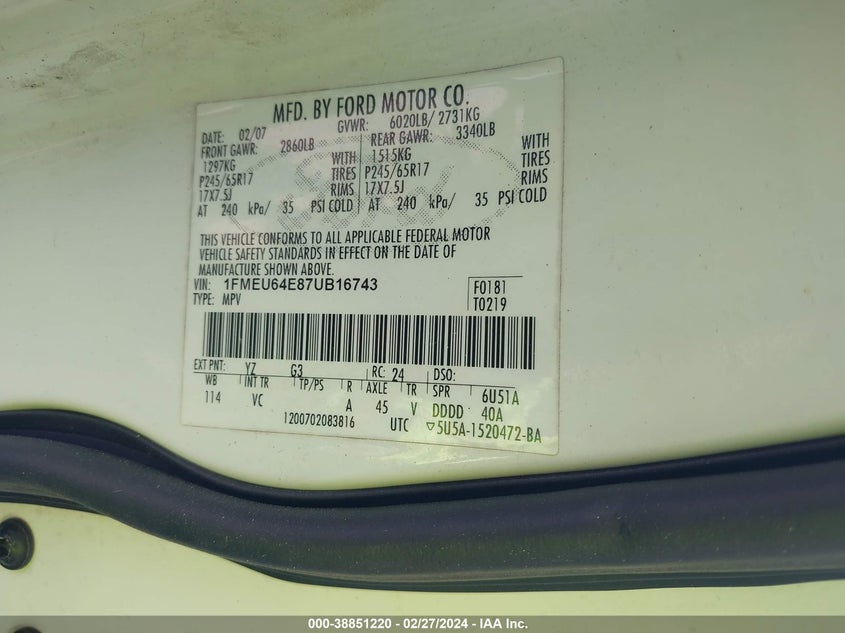 MFD. BY FORD MOTOR CO.
DATE: 02/07 GVWR: 6020LB/ 2731KG
FRONT GAWR: 2860LB REAR GAWR: 3340LB
1297KG WITH 1515KG WITH
P245/65R17 TIRES P245/65R17 TIRES
17X7.5J RIMS 17X7.5J RIMS
AT 240 kPa/ 35 PSI COLD AT 240 kPa/ 35 PSI COLD
THIS VEHICLE CONFORMS TO ALL APPLICABLE FEDERAL MOTOR
VEHICLE SAFETY STANDARDS IN EFFECT ON THE DATE OF
MANUFACTURE SHOWN ABOVE.
VIN: 1FMEU64E87UB16743 F0181
TYPE: MPV T0219
EXT PNT: YZ G3 RC: 24 DSO:
WB INT TR TP/PS R AXLE TR SPR 6U51A
114 VC A 45 V DDDD 40A
1200702083816 UTC ▽5U5A-1520472-BA
000-38851220 - 02/27/2024 - IAA Inc.